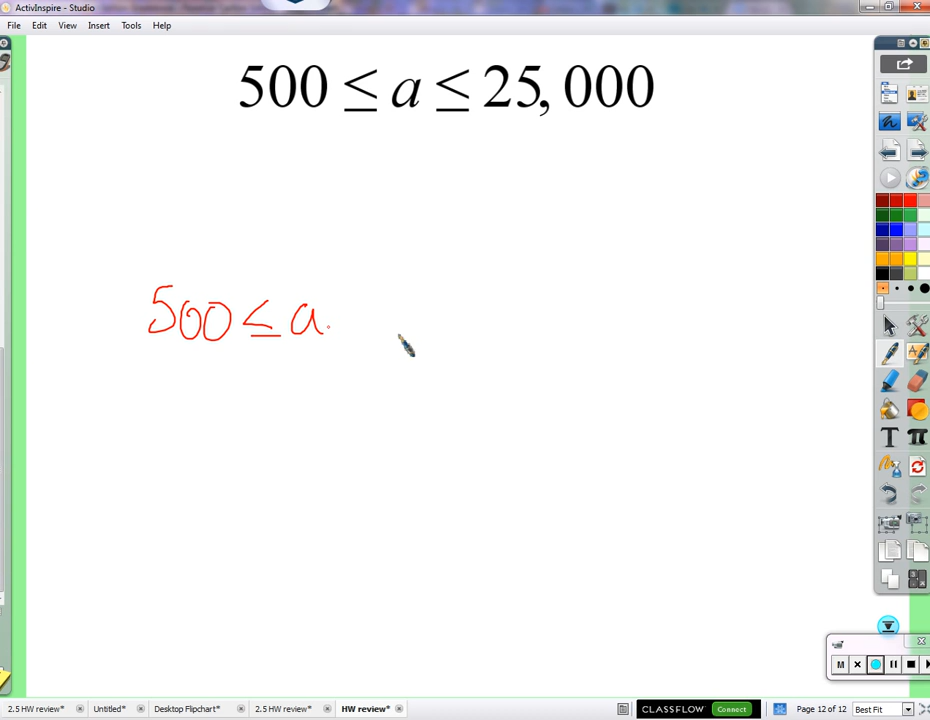 ActivInspire - Studio
File Edit View Insert Tools Help
500 ≤ a ≤ 25,000
500 ≤ a.
M
2.5 HW review* Untitled* Desktop Flipchart* 2.5 HW review* HW review* CLASSFLOW Connect Page 12 of 12 Best Fit